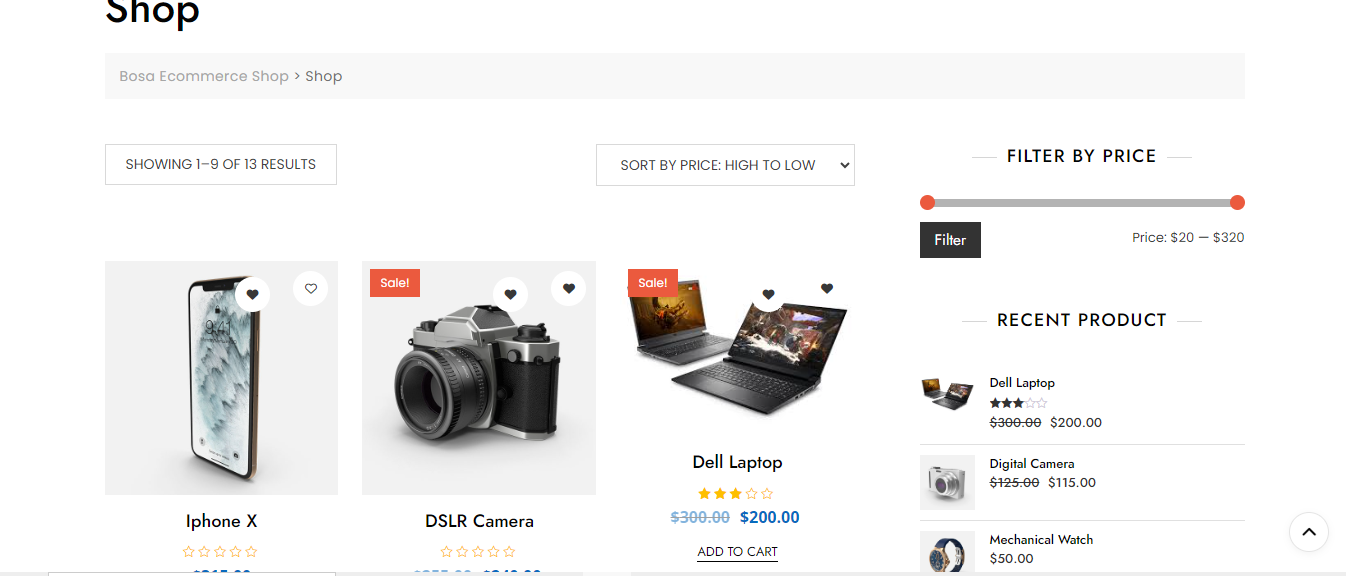 Shop
Bosa Ecommerce Shop > Shop
SHOWING 1–9 OF 13 RESULTS
SORT BY PRICE: HIGH TO LOW
Sale!
Sale!
9:41
Iphone X
DSLR Camera
Dell Laptop
$300.00 $200.00
ADD TO CART
FILTER BY PRICE
Filter
Price: $20 — $320
RECENT PRODUCT
Dell Laptop
$300.00 $200.00
Digital Camera
$125.00 $115.00
Mechanical Watch
$50.00